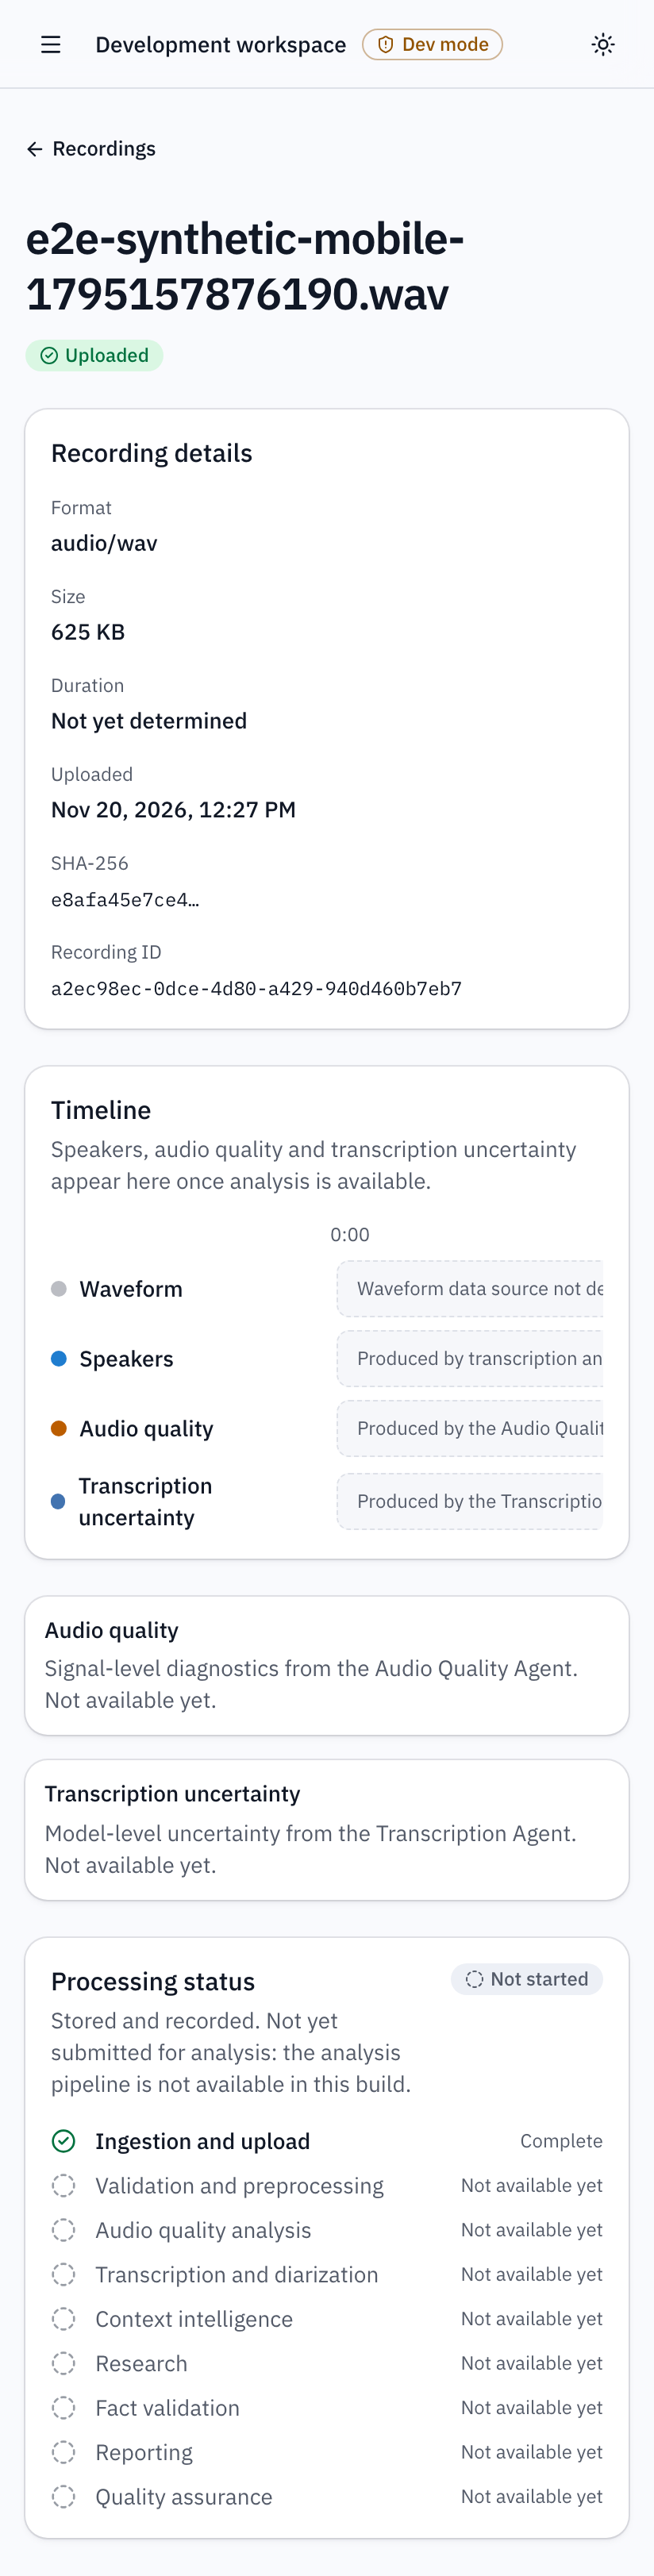 Development workspace
Dev mode
Recordings
e2e-synthetic-mobile-
1795157876190.wav
Uploaded
Recording details
Format
audio/wav
Size
625 KB
Duration
Not yet determined
Uploaded
Nov 20, 2026, 12:27 PM
SHA-256
e8afa45e7ce4…
Recording ID
a2ec98ec-0dce-4d80-a429-940d460b7eb7
Timeline
Speakers, audio quality and transcription uncertainty
appear here once analysis is available.
0:00
Waveform
Waveform data source not de
Speakers
Produced by transcription an
Audio quality
Produced by the Audio Qualit
Transcription
uncertainty
Produced by the Transcriptio
Audio quality
Signal-level diagnostics from the Audio Quality Agent.
Not available yet.
Transcription uncertainty
Model-level uncertainty from the Transcription Agent.
Not available yet.
Processing status
Not started
Stored and recorded. Not yet
submitted for analysis: the analysis
pipeline is not available in this build.
Ingestion and upload Complete
Validation and preprocessing Not available yet
Audio quality analysis Not available yet
Transcription and diarization Not available yet
Context intelligence Not available yet
Research Not available yet
Fact validation Not available yet
Reporting Not available yet
Quality assurance Not available yet